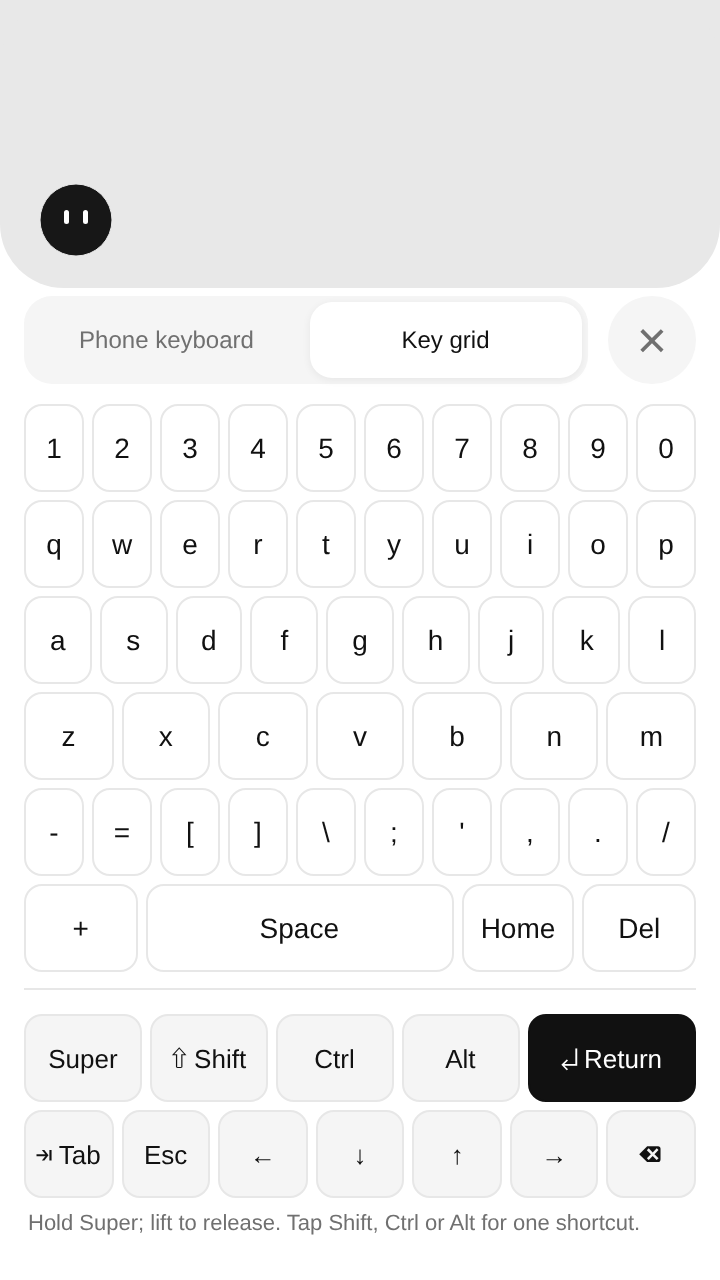 Phone keyboard Key grid
1 2 3 4 5 6 7 8 9 0
q w e r t y u i o p
a s d f g h j k l
z x c v b n m
- = [ ] \ ; ' , . /
+ Space Home Del
Super ⇧ Shift Ctrl Alt ⏎ Return
⇥ Tab Esc ← ↓ ↑ → ⌫
Hold Super; lift to release. Tap Shift, Ctrl or Alt for one shortcut.